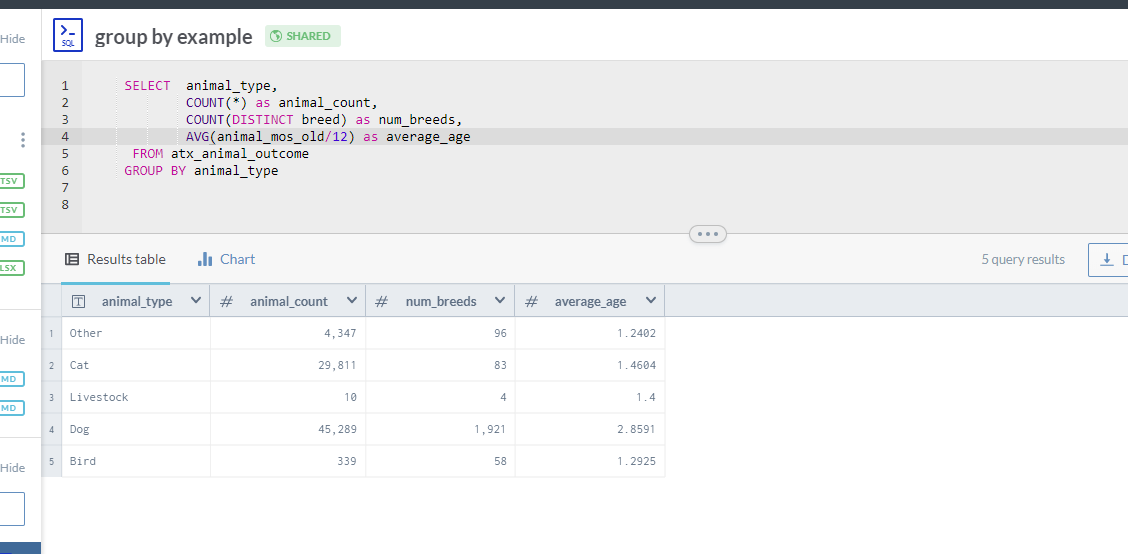 Hide
SQL
group by example
SHARED
1 SELECT animal_type,
2 COUNT(*) as animal_count,
3 COUNT(DISTINCT breed) as num_breeds,
4 AVG(animal_mos_old/12) as average_age
5 FROM atx_animal_outcome
6 GROUP BY animal_type
7
8
TSV
TSV
MD
LSX
Results table Chart 5 query results
animal_type # animal_count # num_breeds # average_age
1 Other 4,347 96 1.2402
2 Cat 29,811 83 1.4604
3 Livestock 10 4 1.4
4 Dog 45,289 1,921 2.8591
5 Bird 339 58 1.2925
Hide
MD
MD
Hide